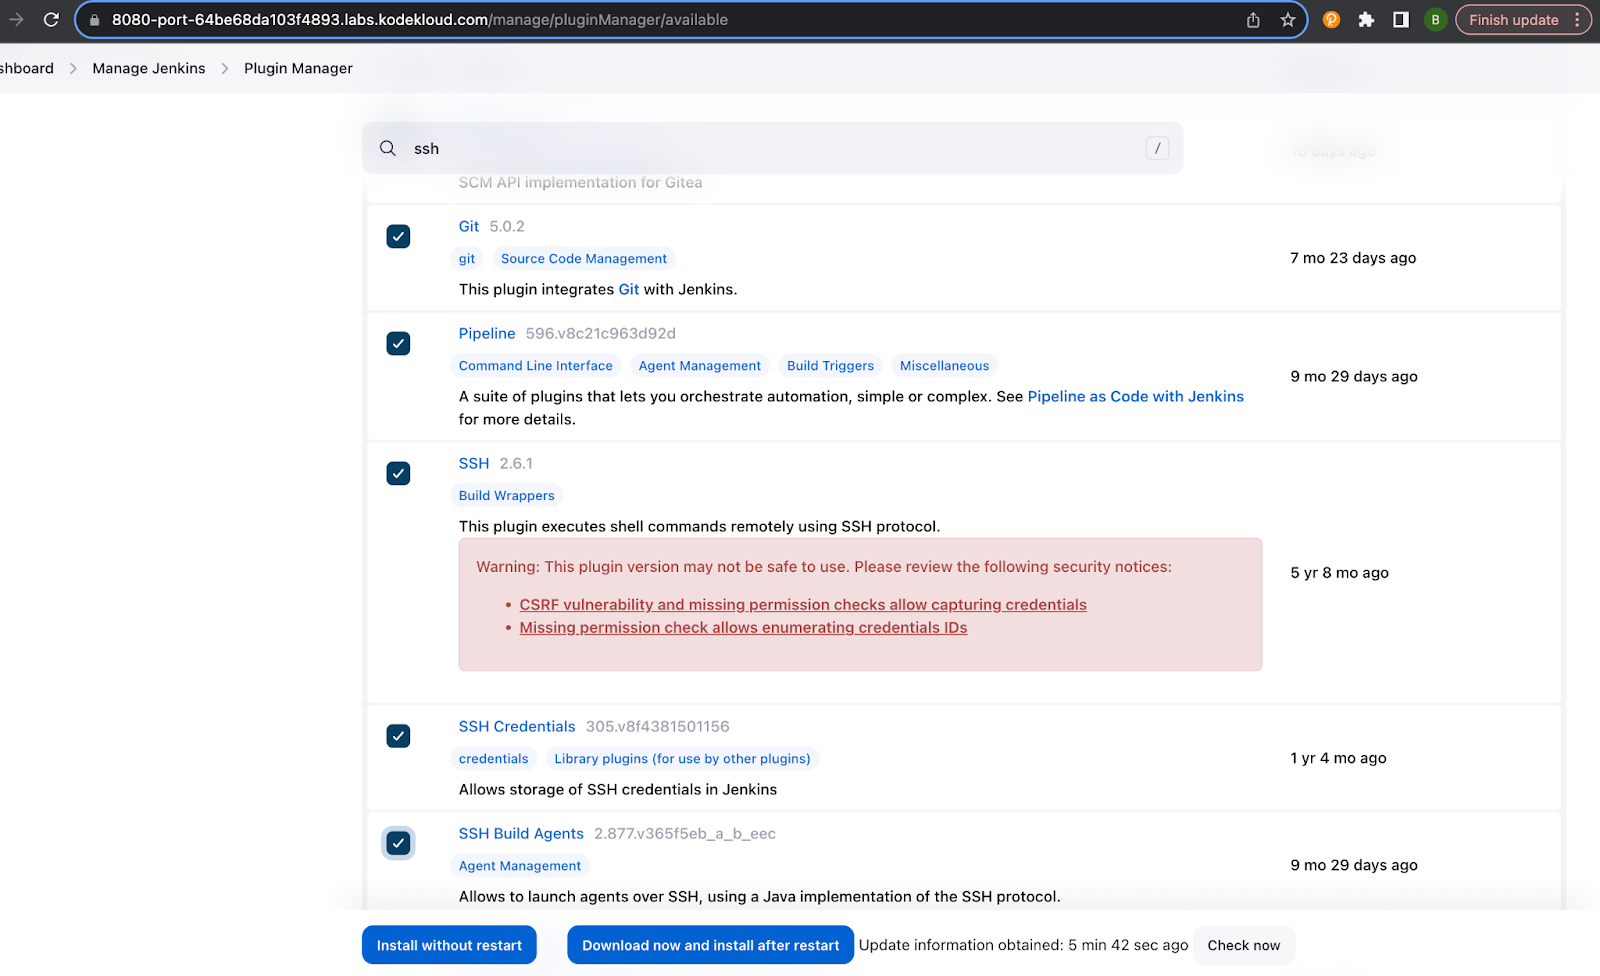 8080-port-64be68da103f4893.labs.kodekloud.com/manage/pluginManager/available
B
Finish update
shboard
Manage Jenkins
Plugin Manager
ssh
/
SCM API implementation for Gitea
Git 5.0.2
git Source Code Management
This plugin integrates Git with Jenkins.
7 mo 23 days ago
Pipeline 596.v8c21c963d92d
Command Line Interface Agent Management Build Triggers Miscellaneous
A suite of plugins that lets you orchestrate automation, simple or complex. See Pipeline as Code with Jenkins
for more details.
9 mo 29 days ago
SSH 2.6.1
Build Wrappers
This plugin executes shell commands remotely using SSH protocol.
Warning: This plugin version may not be safe to use. Please review the following security notices:
• CSRF vulnerability and missing permission checks allow capturing credentials
• Missing permission check allows enumerating credentials IDs
5 yr 8 mo ago
SSH Credentials 305.v8f4381501156
credentials Library plugins (for use by other plugins)
Allows storage of SSH credentials in Jenkins
1 yr 4 mo ago
SSH Build Agents 2.877.v365f5eb_a_b_eec
Agent Management
Allows to launch agents over SSH, using a Java implementation of the SSH protocol.
9 mo 29 days ago
Install without restart
Download now and install after restart
Update information obtained: 5 min 42 sec ago
Check now